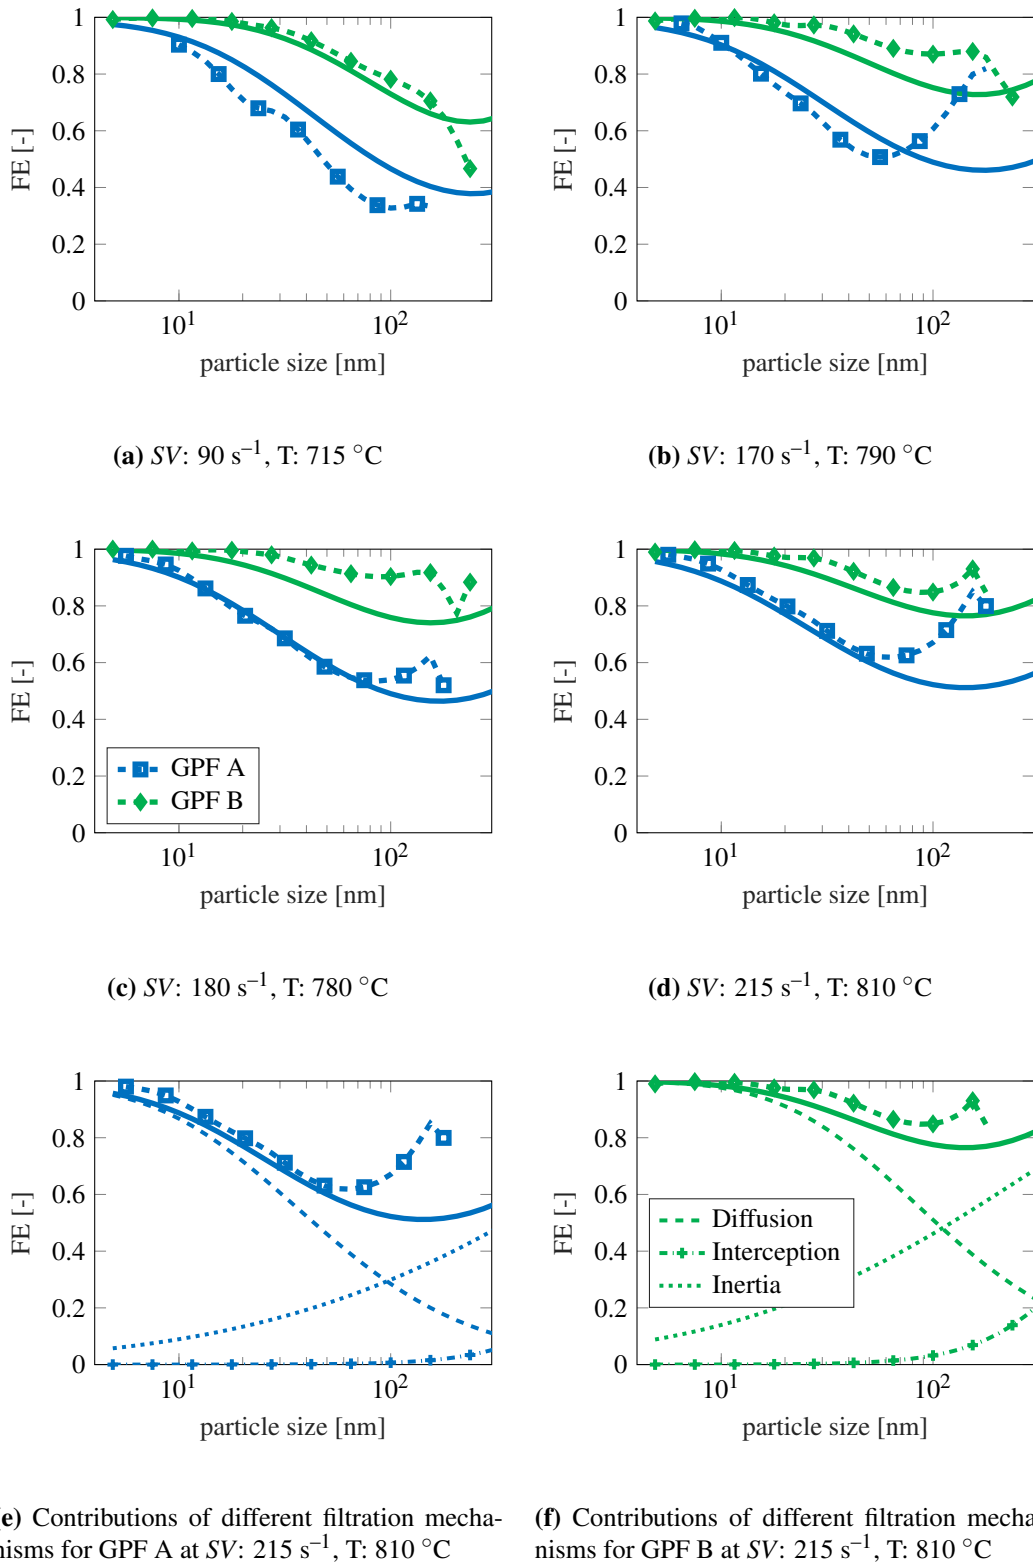 1
0.8
0.6
0.4
0.2
0
FE [-]
10^1
10^2
particle size [nm]
(a) SV: 90 s^−1, T: 715 °C
1
0.8
0.6
0.4
0.2
0
FE [-]
10^1
10^2
particle size [nm]
(b) SV: 170 s^−1, T: 790 °C
1
0.8
0.6
0.4
0.2
0
FE [-]
GPF A
GPF B
10^1
10^2
particle size [nm]
(c) SV: 180 s^−1, T: 780 °C
1
0.8
0.6
0.4
0.2
0
FE [-]
10^1
10^2
particle size [nm]
(d) SV: 215 s^−1, T: 810 °C
1
0.8
0.6
0.4
0.2
0
FE [-]
10^1
10^2
particle size [nm]
e) Contributions of different filtration mecha-
nisms for GPF A at SV: 215 s^−1, T: 810 °C
1
0.8
0.6
0.4
0.2
0
FE [-]
Diffusion
Interception
Inertia
10^1
10^2
particle size [nm]
(f) Contributions of different filtration mecha
nisms for GPF B at SV: 215 s^−1, T: 810 °C